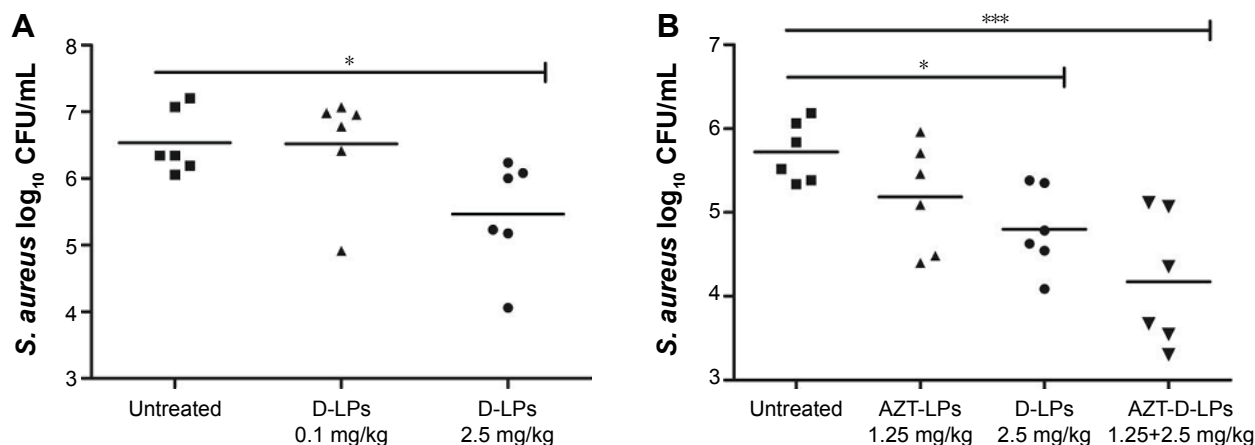 A
S. aureus log10 CFU/mL
8
7
6
5
4
3
*
Untreated
D-LPs
0.1 mg/kg
D-LPs
2.5 mg/kg
B
S. aureus log10 CFU/mL
7
6
5
4
3
***
*
Untreated
AZT-LPs
1.25 mg/kg
D-LPs
2.5 mg/kg
AZT-D-LPs
1.25+2.5 mg/kg